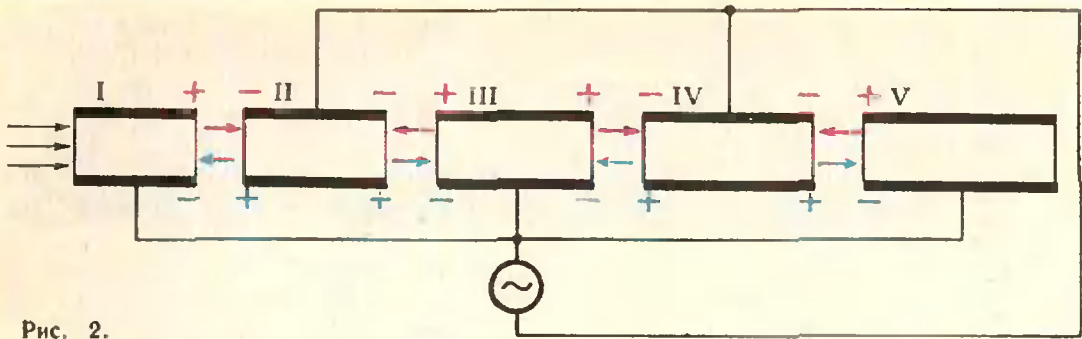 I + − II − + III + − IV − + V
− + + − − + + −
~
Рис. 2.